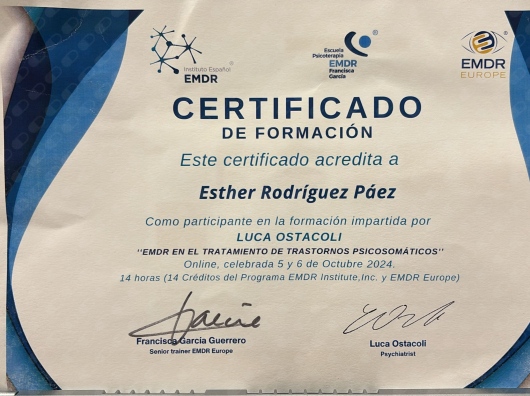 Instituto Español
EMDR
Escuela
Psicoterapia
EMDR
Francisca
García
EMDR
EUROPE
CERTIFICADO
DE FORMACIÓN
Este certificado acredita a
Esther Rodríguez Páez
Como participante en la formación impartida por
LUCA OSTACOLI
''EMDR EN EL TRATAMIENTO DE TRASTORNOS PSICOSOMÁTICOS''
Online, celebrada 5 y 6 de Octubre 2024.
14 horas (14 Créditos del Programa EMDR Institute,Inc. y EMDR Europe)
Francisca García Guerrero
Senior trainer EMDR Europe
Luca Ostacoli
Psychiatrist